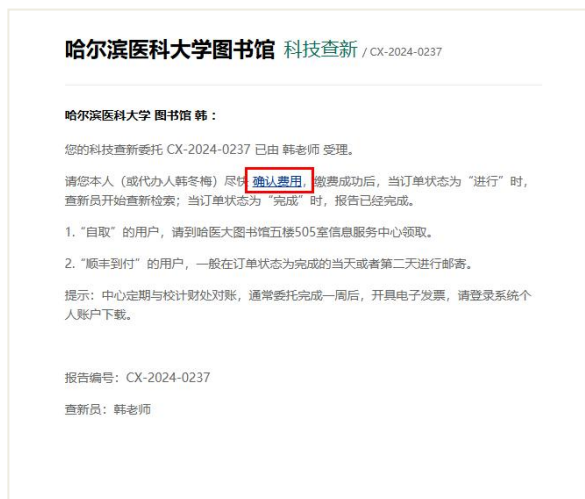 哈尔滨医科大学图书馆 科技查新 / CX-2024-0237
哈尔滨医科大学 图书馆 韩：
您的科技查新委托 CX-2024-0237 已由 韩老师 受理。
请您本人（或代办人韩冬梅）尽快 确认费用，缴费成功后，当订单状态为“进行”时，
查新员开始查新检索；当订单状态为“完成”时，报告已经完成。
1. “自取”的用户，请到哈医大图书馆五楼505室信息服务中心领取。
2. “顺丰到付”的用户，一般在订单状态为完成的当天或者第二天进行邮寄。
提示：中心定期与校计财处对账，通常委托完成一周后，开具电子发票，请登录系统个
人账户下载。
报告编号：CX-2024-0237
查新员：韩老师